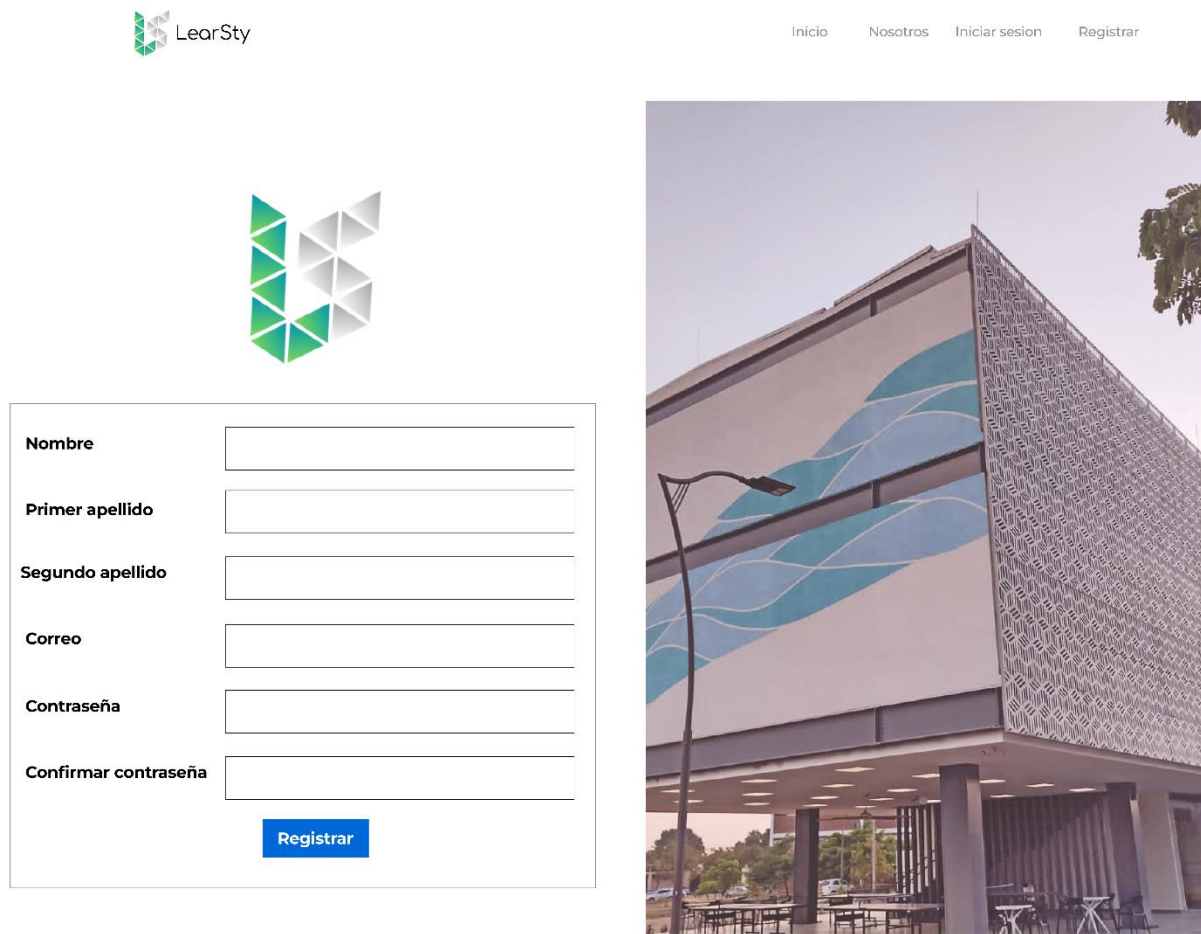 LearSty
Inicio Nosotros Iniciar sesion Registrar
Nombre
Primer apellido
Segundo apellido
Correo
Contraseña
Confirmar contraseña
Registrar